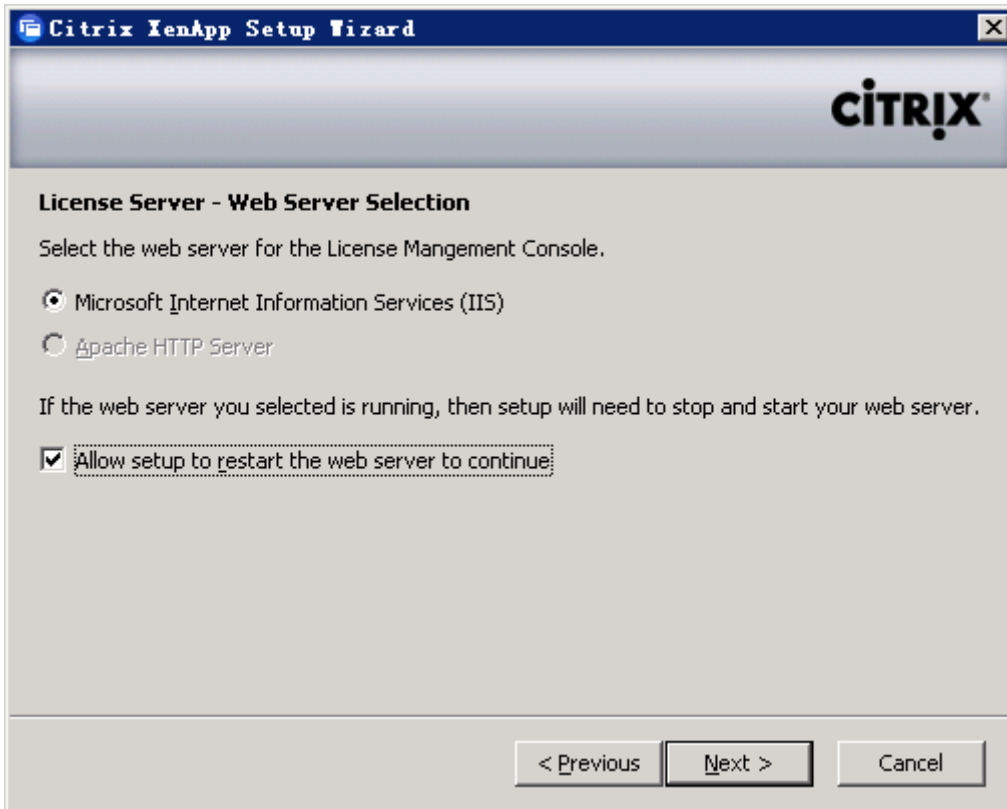 Citrix XenApp Setup Wizard
CITRIX
License Server - Web Server Selection
Select the web server for the License Mangement Console.
Microsoft Internet Information Services (IIS)
Apache HTTP Server
If the web server you selected is running, then setup will need to stop and start your web server.
Allow setup to restart the web server to continue
< Previous Next > Cancel